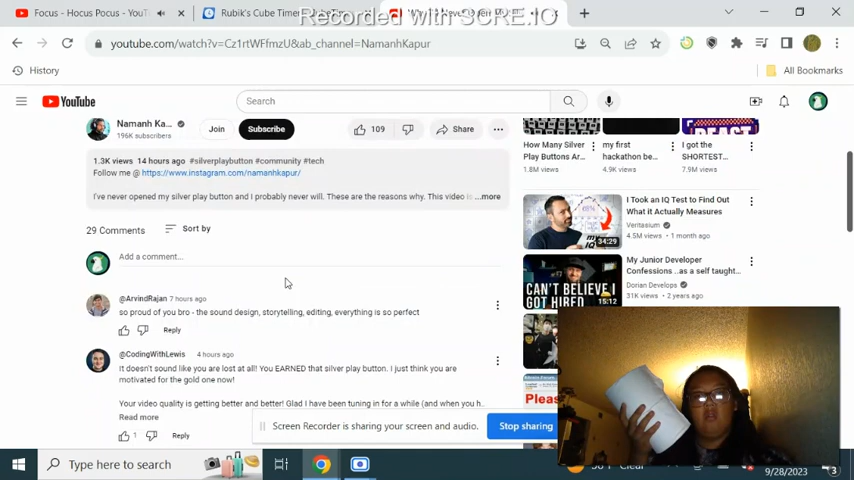 Focus - Hocus Pocus - You
Rubik's Cube Time
Recorded with SCRE.IO
youtube.com/watch?v=Cz1rtWFfmzU&ab_channel=NamanhKapur
History
All Bookmarks
YouTube
Search
Namanh Ka...
196K subscribers
Join
Subscribe
109
Share
1.3K views 14 hours ago #silverplaybutton #community #tech
Follow me @ https://www.instagram.com/namanhkapur/
I've never opened my silver play button and I probably never will. These are the reasons why. This video is
...more
29 Comments
Sort by
Add a comment...
@ArvindRajan 7 hours ago
so proud of you bro - the sound design, storytelling, editing, everything is so perfect
Reply
@CodingWithLewis 4 hours ago
It doesn't sound like you are lost at all! You EARNED that silver play button. I just think you are
motivated for the gold one now!
Your video quality is getting better and better! Glad I have been tuning in for a while (and when you h..
Read more
1
Reply
BEAST
How Many Silver
Play Buttons Ar...
1.8M views
my first
hackathon be...
4.9K views
I got the
SHORTEST...
7.9M views
34:29
I Took an IQ Test to Find Out
What it Actually Measures
Veritasium
4.5M views • 1 month ago
CAN'T BELIEVE I
GOT HIRED
15:12
My Junior Developer
Confessions ..as a self taught...
Dorian Develops
31K views • 2 years ago
Pleas
Screen Recorder is sharing your screen and audio.
Stop sharing
Type here to search
Clear
9/28/2023
3